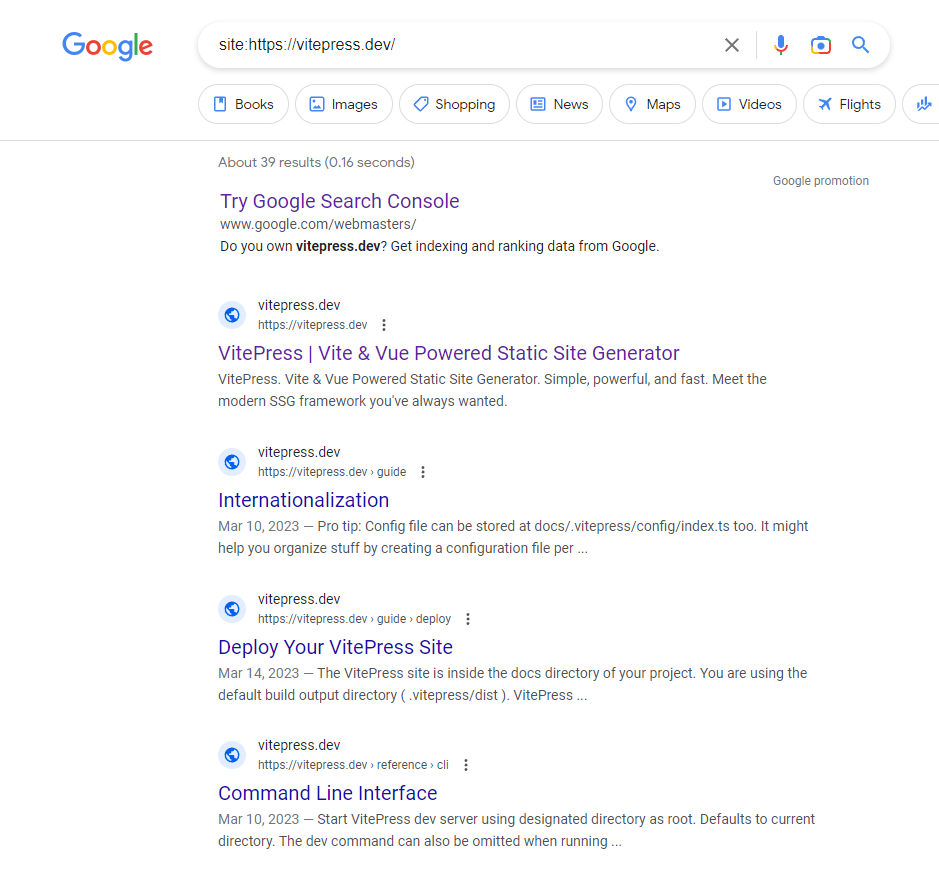 Google
site:https://vitepress.dev/
Books
Images
Shopping
News
Maps
Videos
Flights
About 39 results (0.16 seconds)
Google promotion
Try Google Search Console
www.google.com/webmasters/
Do you own vitepress.dev? Get indexing and ranking data from Google.
vitepress.dev
https://vitepress.dev
VitePress | Vite & Vue Powered Static Site Generator
VitePress. Vite & Vue Powered Static Site Generator. Simple, powerful, and fast. Meet the
modern SSG framework you've always wanted.
vitepress.dev
https://vitepress.dev › guide
Internationalization
Mar 10, 2023 — Pro tip: Config file can be stored at docs/.vitepress/config/index.ts too. It might
help you organize stuff by creating a configuration file per ...
vitepress.dev
https://vitepress.dev › guide › deploy
Deploy Your VitePress Site
Mar 14, 2023 — The VitePress site is inside the docs directory of your project. You are using the
default build output directory ( .vitepress/dist ). VitePress ...
vitepress.dev
https://vitepress.dev › reference › cli
Command Line Interface
Mar 10, 2023 — Start VitePress dev server using designated directory as root. Defaults to current
directory. The dev command can also be omitted when running ...